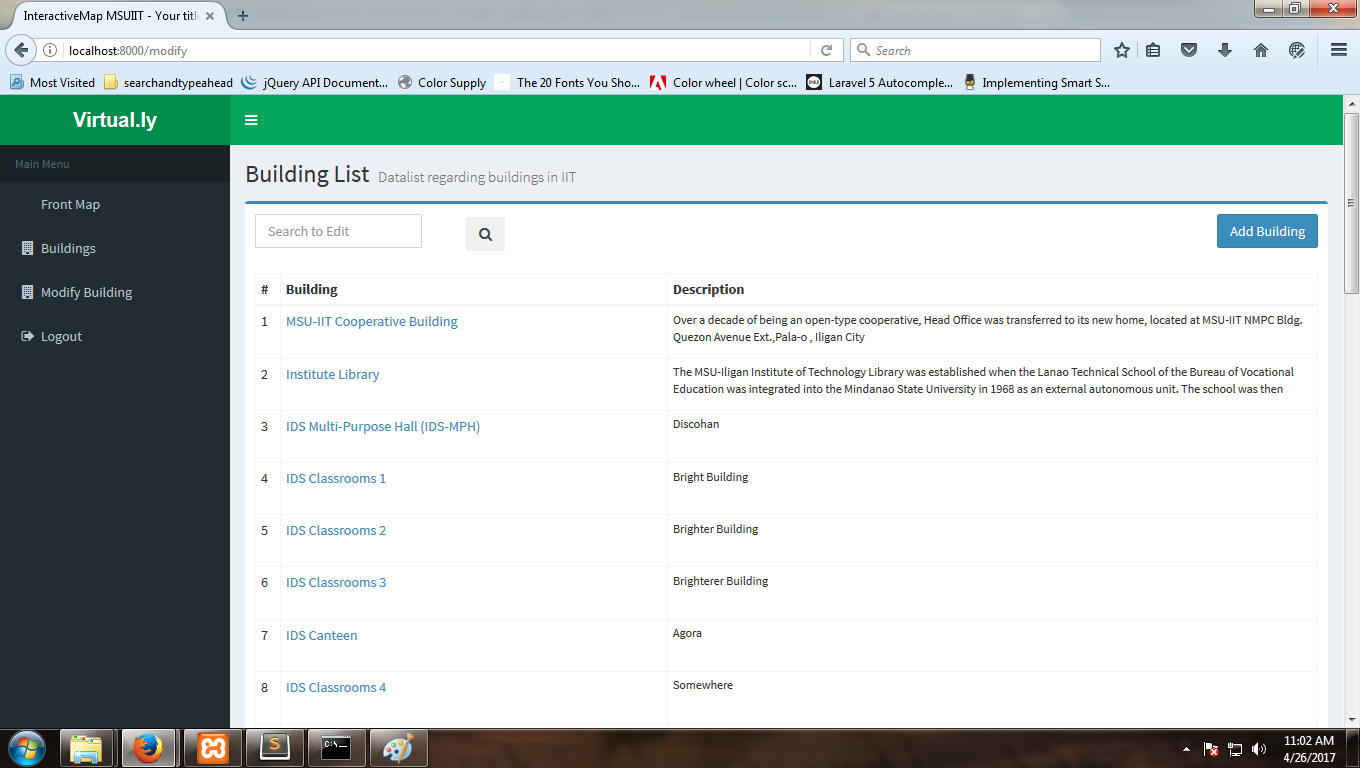 InteractiveMap MSUIIT - Your titl
localhost:8000/modify
Search
Most Visited
searchandtypeahead
jQuery API Document...
Color Supply
The 20 Fonts You Sho...
Color wheel | Color sc...
Laravel 5 Autocomple...
Implementing Smart S...
Virtual.ly
Main Menu
Front Map
Buildings
Modify Building
Logout
Building List Datalist regarding buildings in IIT
Search to Edit
Add Building
# Building Description
1 MSU-IIT Cooperative Building Over a decade of being an open-type cooperative, Head Office was transferred to its new home, located at MSU-IIT NMPC Bldg.
Quezon Avenue Ext.,Pala-o , Iligan City
2 Institute Library The MSU-Iligan Institute of Technology Library was established when the Lanao Technical School of the Bureau of Vocational
Education was integrated into the Mindanao State University in 1968 as an external autonomous unit. The school was then
3 IDS Multi-Purpose Hall (IDS-MPH) Discohan
4 IDS Classrooms 1 Bright Building
5 IDS Classrooms 2 Brighter Building
6 IDS Classrooms 3 Brighterer Building
7 IDS Canteen Agora
8 IDS Classrooms 4 Somewhere
11:02 AM
4/26/2017